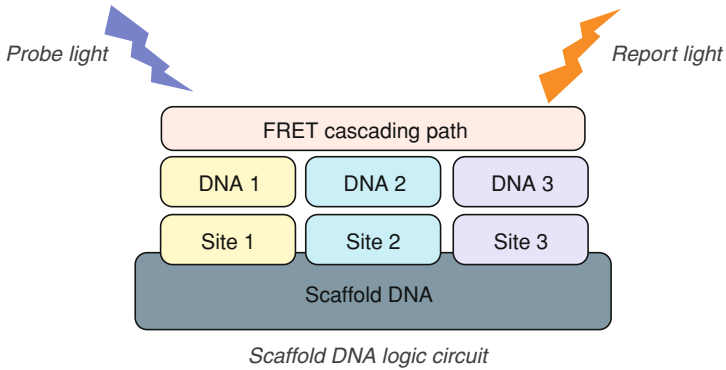 Probe light
Report light
FRET cascading path
DNA 1
DNA 2
DNA 3
Site 1
Site 2
Site 3
Scaffold DNA
Scaffold DNA logic circuit